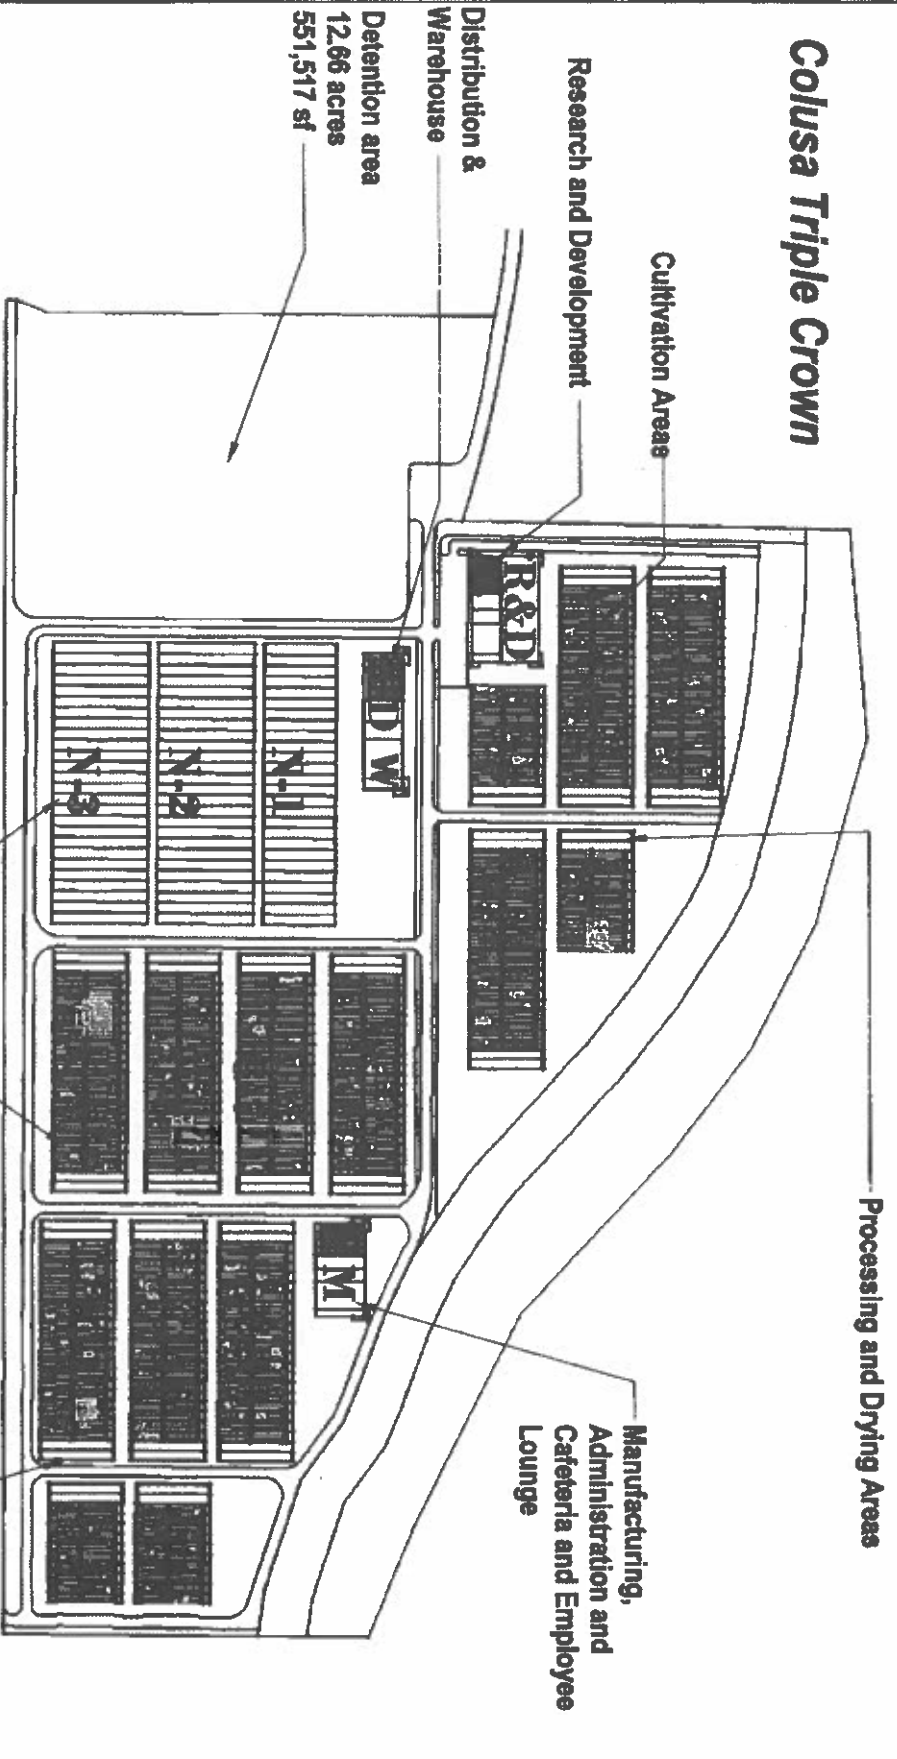 Colusa Triple Crown
Cultivation Areas
Research and Development
Distribution &
Warehouse
Detention area
12.66 acres
551,517 sf
Processing and Drying Areas
Manufacturing,
Administration and
Cafeteria and Employee
Lounge
R&D
D W
N-1
N-2
N-3
M